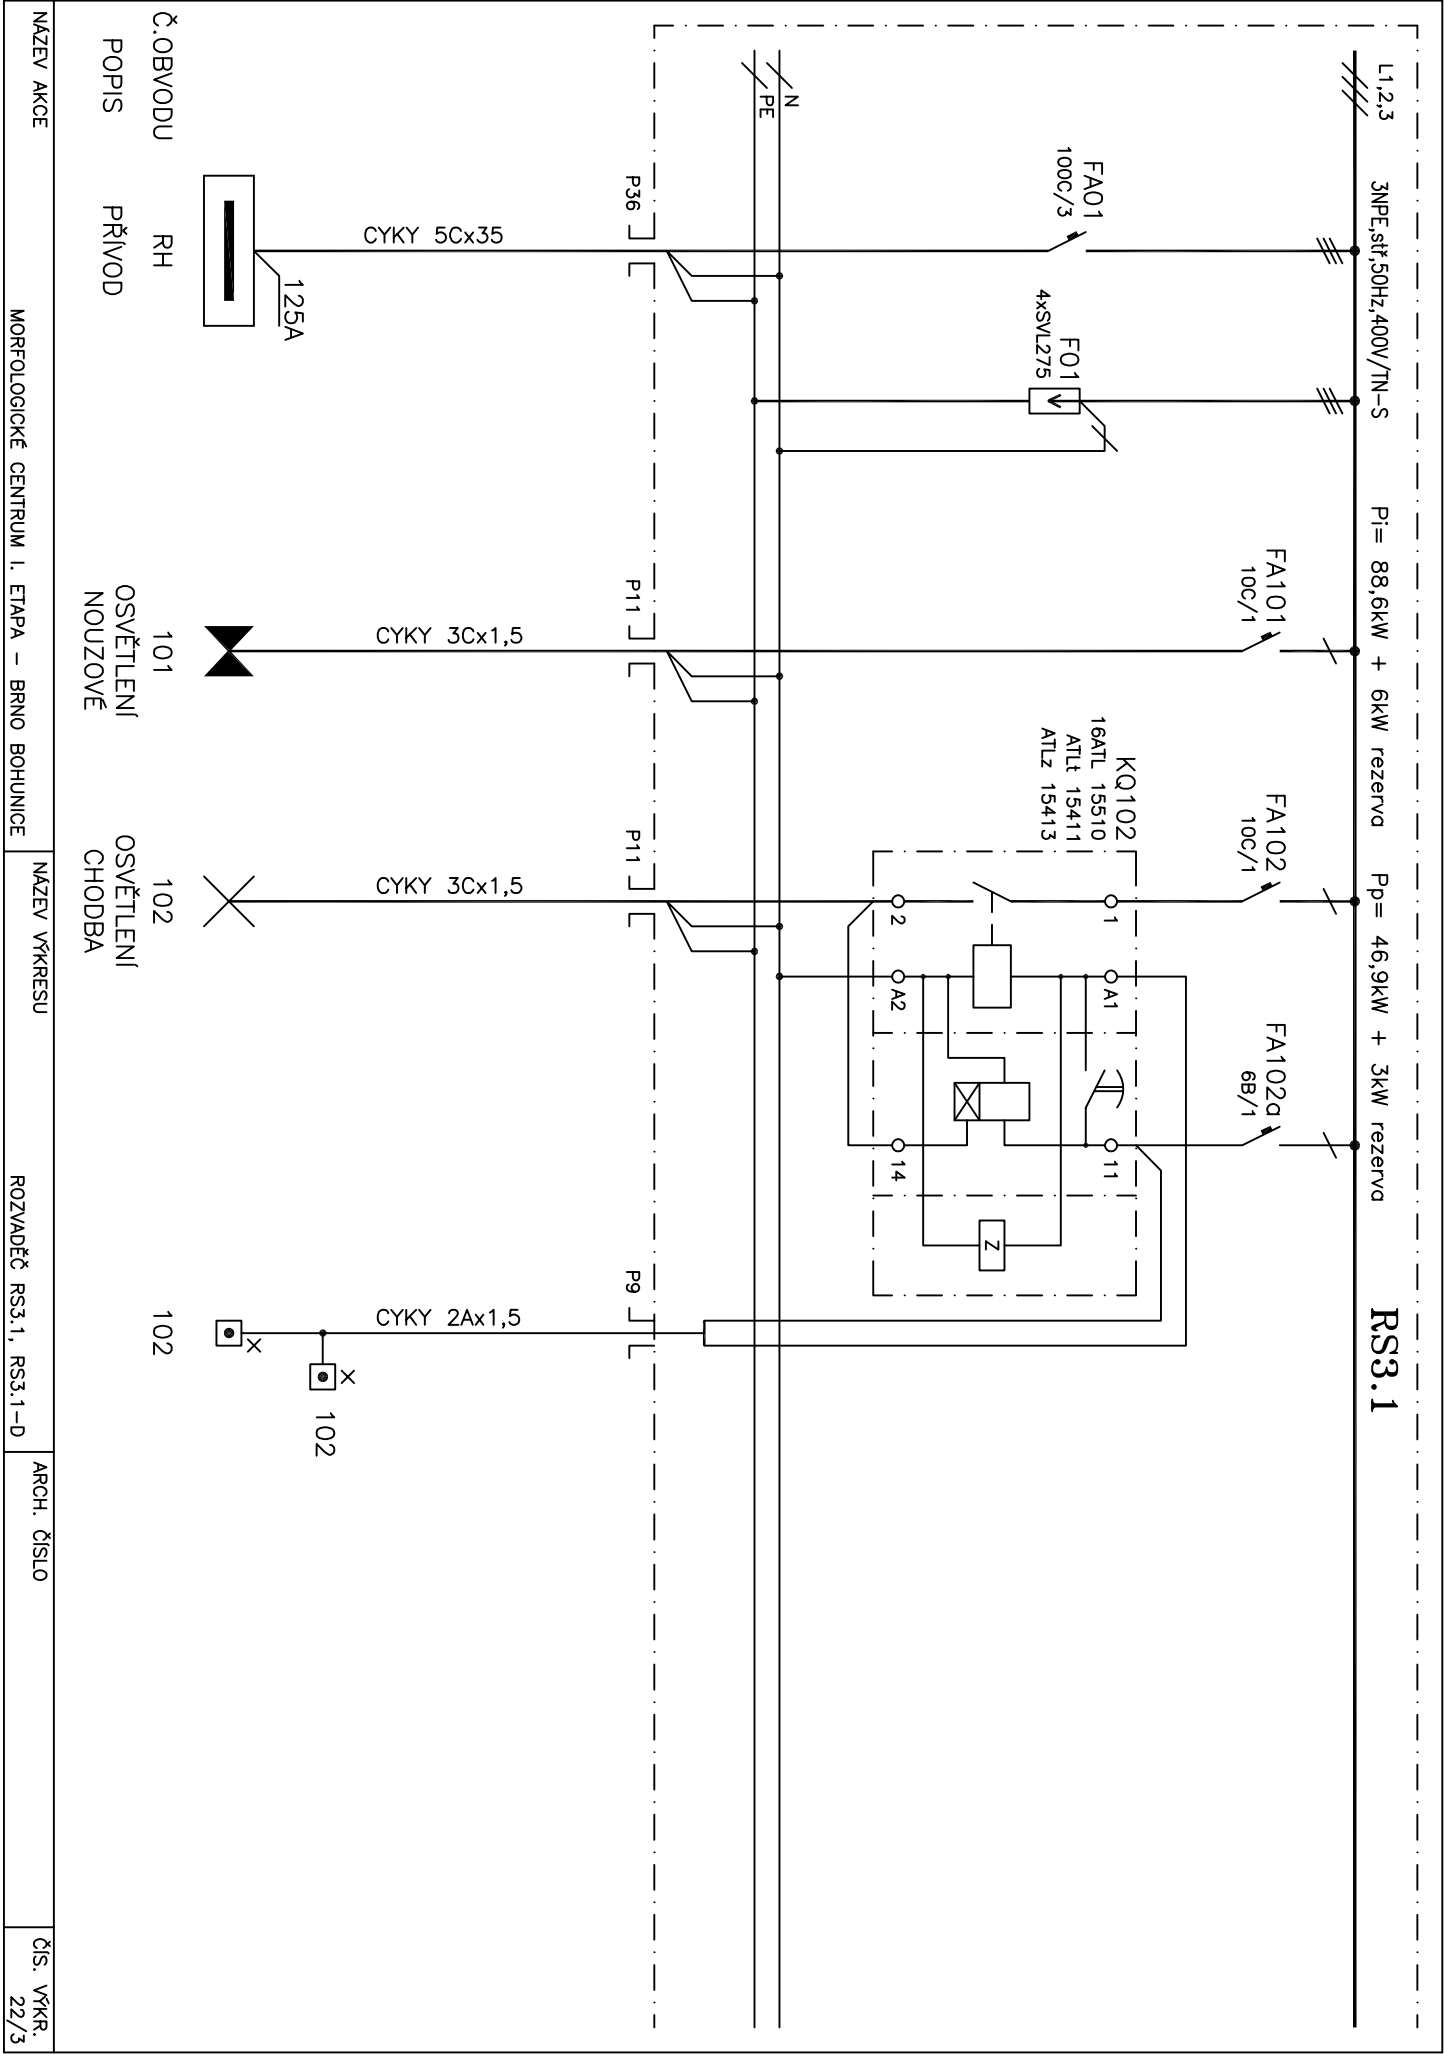 RS3.1
L1,2,3
3NPE,stř,50Hz,400V/TN-S
Pi= 88,6kW + 6kW rezerva
Pp= 46,9kW + 3kW rezerva
FA01
100C/3
F01
4xSVL275
FA101
10C/1
FA102
10C/1
FA102a
6B/1
KQ102
16ATL 15510
ATLt 15411
ATLz 15413
1
A1
11
2
A2
14
Z
N
PE
P36
P11
P11
P9
CYKY 5Cx35
CYKY 3Cx1,5
CYKY 3Cx1,5
CYKY 2Ax1,5
125A
x
x
102
Č.OBVODU
RH
101
102
102
POPIS
PŘÍVOD
OSVĚTLENÍ
NOUZOVÉ
OSVĚTLENÍ
CHODBA
NÁZEV AKCE
MORFOLOGICKÉ CENTRUM I. ETAPA - BRNO BOHUNICE
NÁZEV VÝKRESU
ROZVADĚČ RS3.1, RS3.1-D
ARCH. ČÍSLO
ČÍS. VÝKR.
22/3